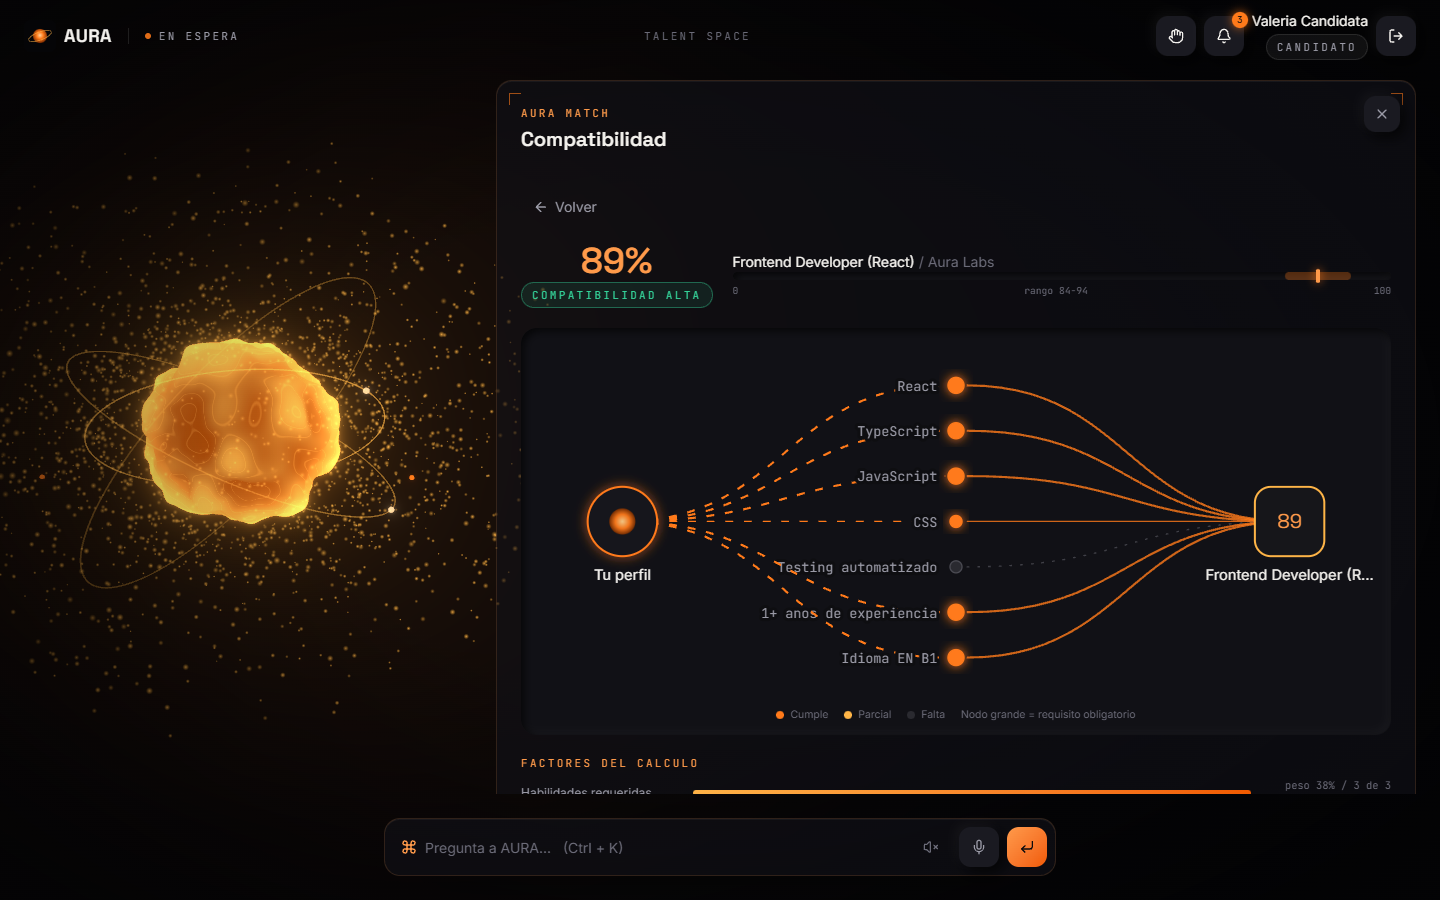 AURA
EN ESPERA
TALENT SPACE
3
Valeria Candidata
CANDIDATO
AURA MATCH
Compatibilidad
Volver
89%
COMPATIBILIDAD ALTA
Frontend Developer (React) / Aura Labs
0
rango 84-94
100
React
TypeScript
JavaScript
CSS
Testing automatizado
1+ anos de experiencia
Idioma EN B1
Tu perfil
89
Frontend Developer (R...
Cumple
Parcial
Falta
Nodo grande = requisito obligatorio
FACTORES DEL CALCULO
Habilidades requeridas
peso 38% / 3 de 3
Pregunta a AURA... (Ctrl + K)